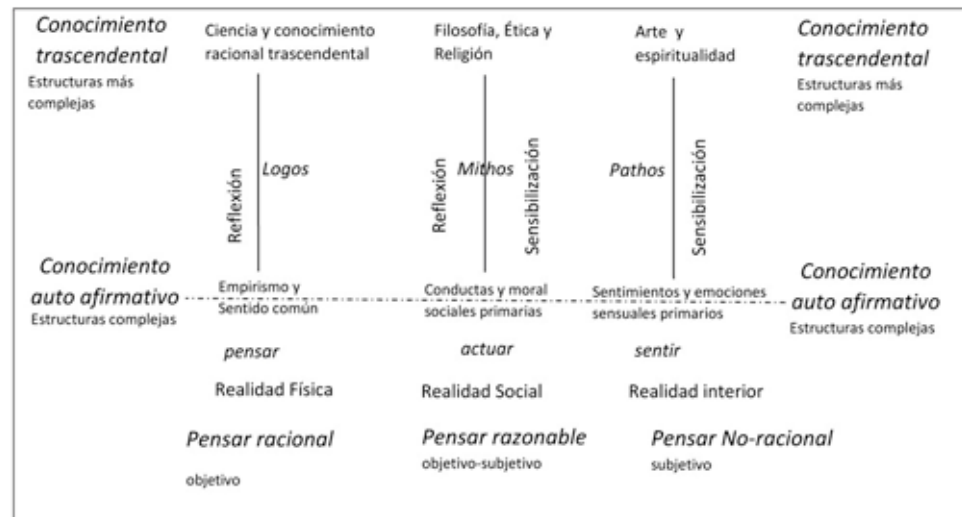 Conocimiento
trascendental
Estructuras más
complejas
Ciencia y conocimiento
racional trascendental
Filosofía, Ética y
Religión
Arte y
espiritualidad
Conocimiento
trascendental
Estructuras más
complejas
Reflexión
Logos
Reflexión
Mithos
Sensibilización
Pathos
Sensibilización
Conocimiento
auto afirmativo
Estructuras complejas
Empirismo y
Sentido común
Conductas y moral
sociales primarias
Sentimientos y emociones
sensuales primarios
Conocimiento
auto afirmativo
Estructuras complejas
pensar
actuar
sentir
Realidad Física
Realidad Social
Realidad interior
Pensar racional
objetivo
Pensar razonable
objetivo-subjetivo
Pensar No-racional
subjetivo